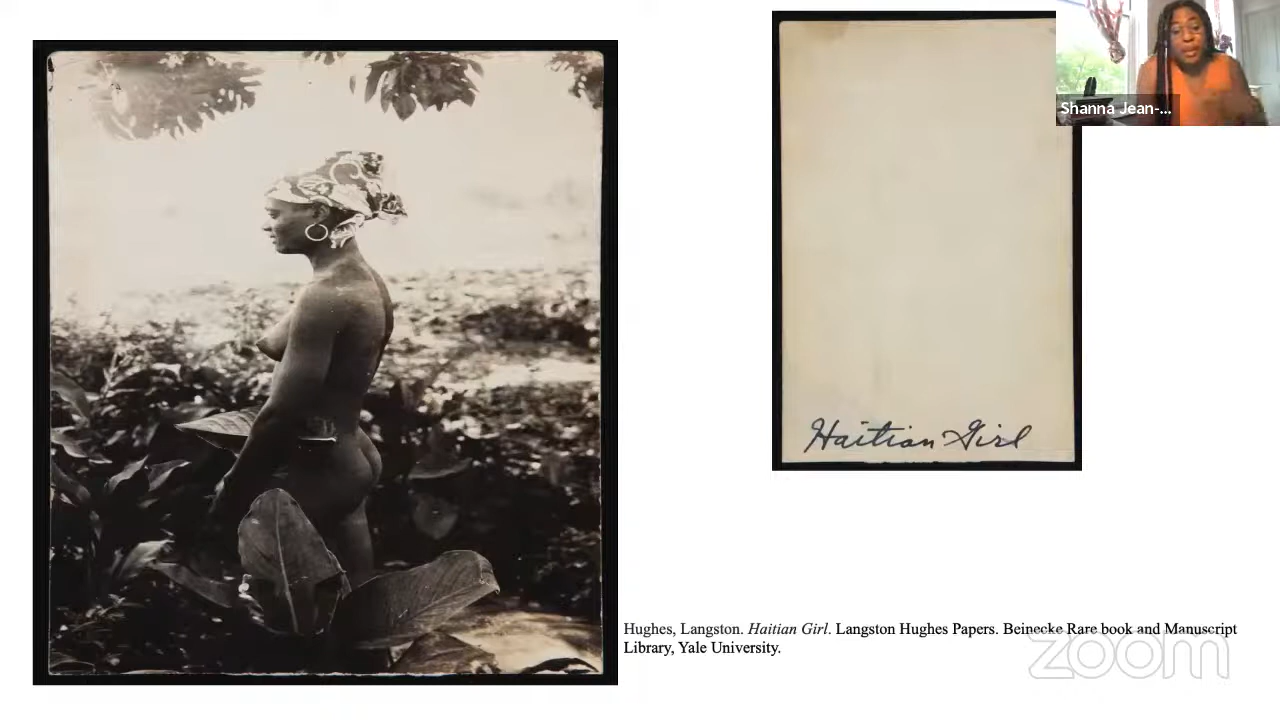 Shanna Jean-...
Haitian Girl
Hughes, Langston. Haitian Girl. Langston Hughes Papers. Beinecke Rare book and Manuscript
Library, Yale University.
zoom